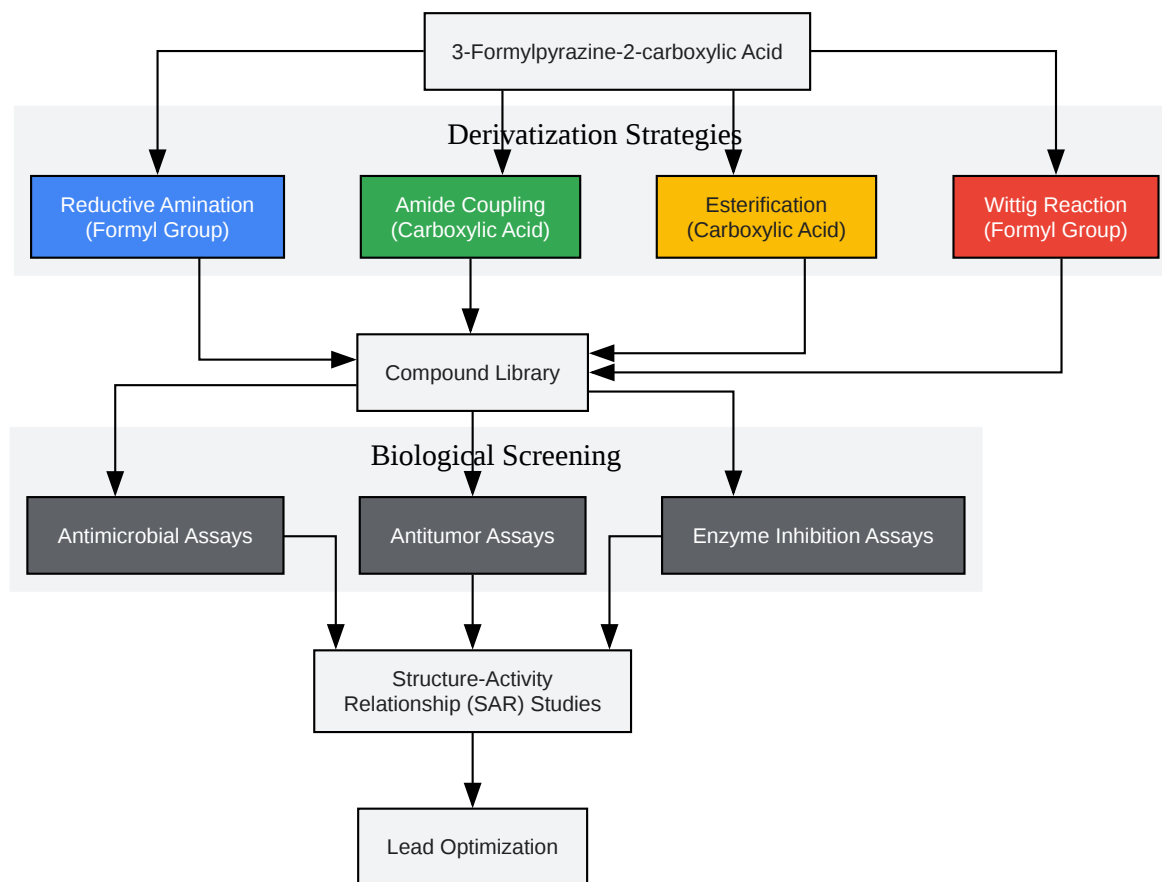 3-Formylpyrazine-2-carboxylic Acid
Derivatization Strategies
Reductive Amination
(Formyl Group)
Amide Coupling
(Carboxylic Acid)
Esterification
(Carboxylic Acid)
Wittig Reaction
(Formyl Group)
Compound Library
Biological Screening
Antimicrobial Assays
Antitumor Assays
Enzyme Inhibition Assays
Structure-Activity
Relationship (SAR) Studies
Lead Optimization